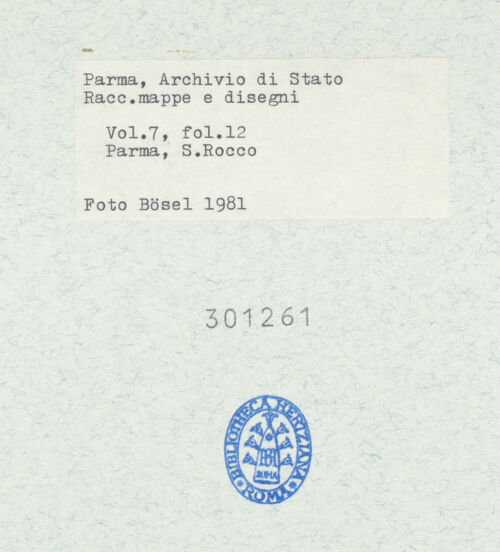 Parma, Archivio di Stato
Racc.mappe e disegni
Vol.7, fol.12
Parma, S.Rocco
Foto Bösel 1981
301261
BIBLIOTHECA HERTZIANA
ROMA
ROMA